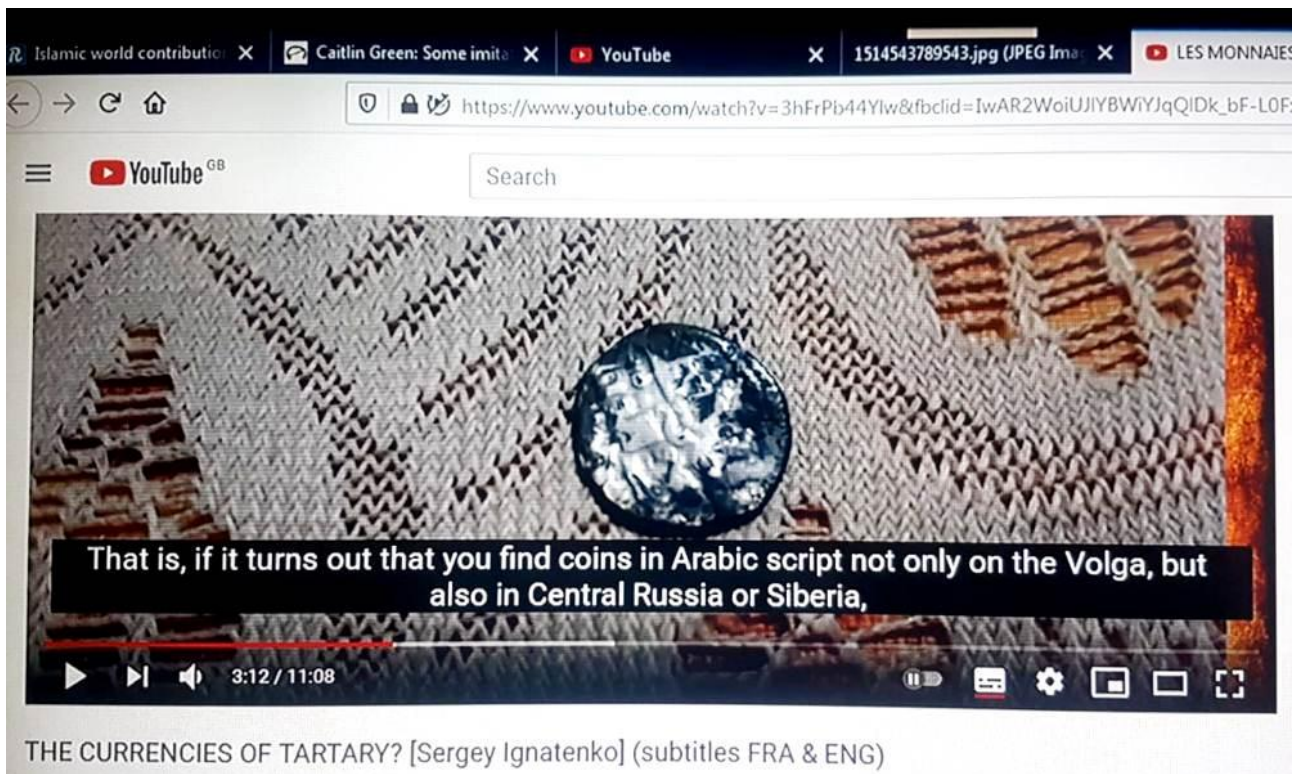 Islamic world contributio
Caitlin Green: Some imita
YouTube
1514543789543.jpg (JPEG Ima
LES MONNAIES
https://www.youtube.com/watch?v=3hFrPb44Ylw&fbclid=IwAR2WoiUJlYBWiYJqQlDk_bF-L0F
YouTube GB
Search
That is, if it turns out that you find coins in Arabic script not only on the Volga, but
also in Central Russia or Siberia,
3:12 / 11:08
THE CURRENCIES OF TARTARY? [Sergey Ignatenko] (subtitles FRA & ENG)